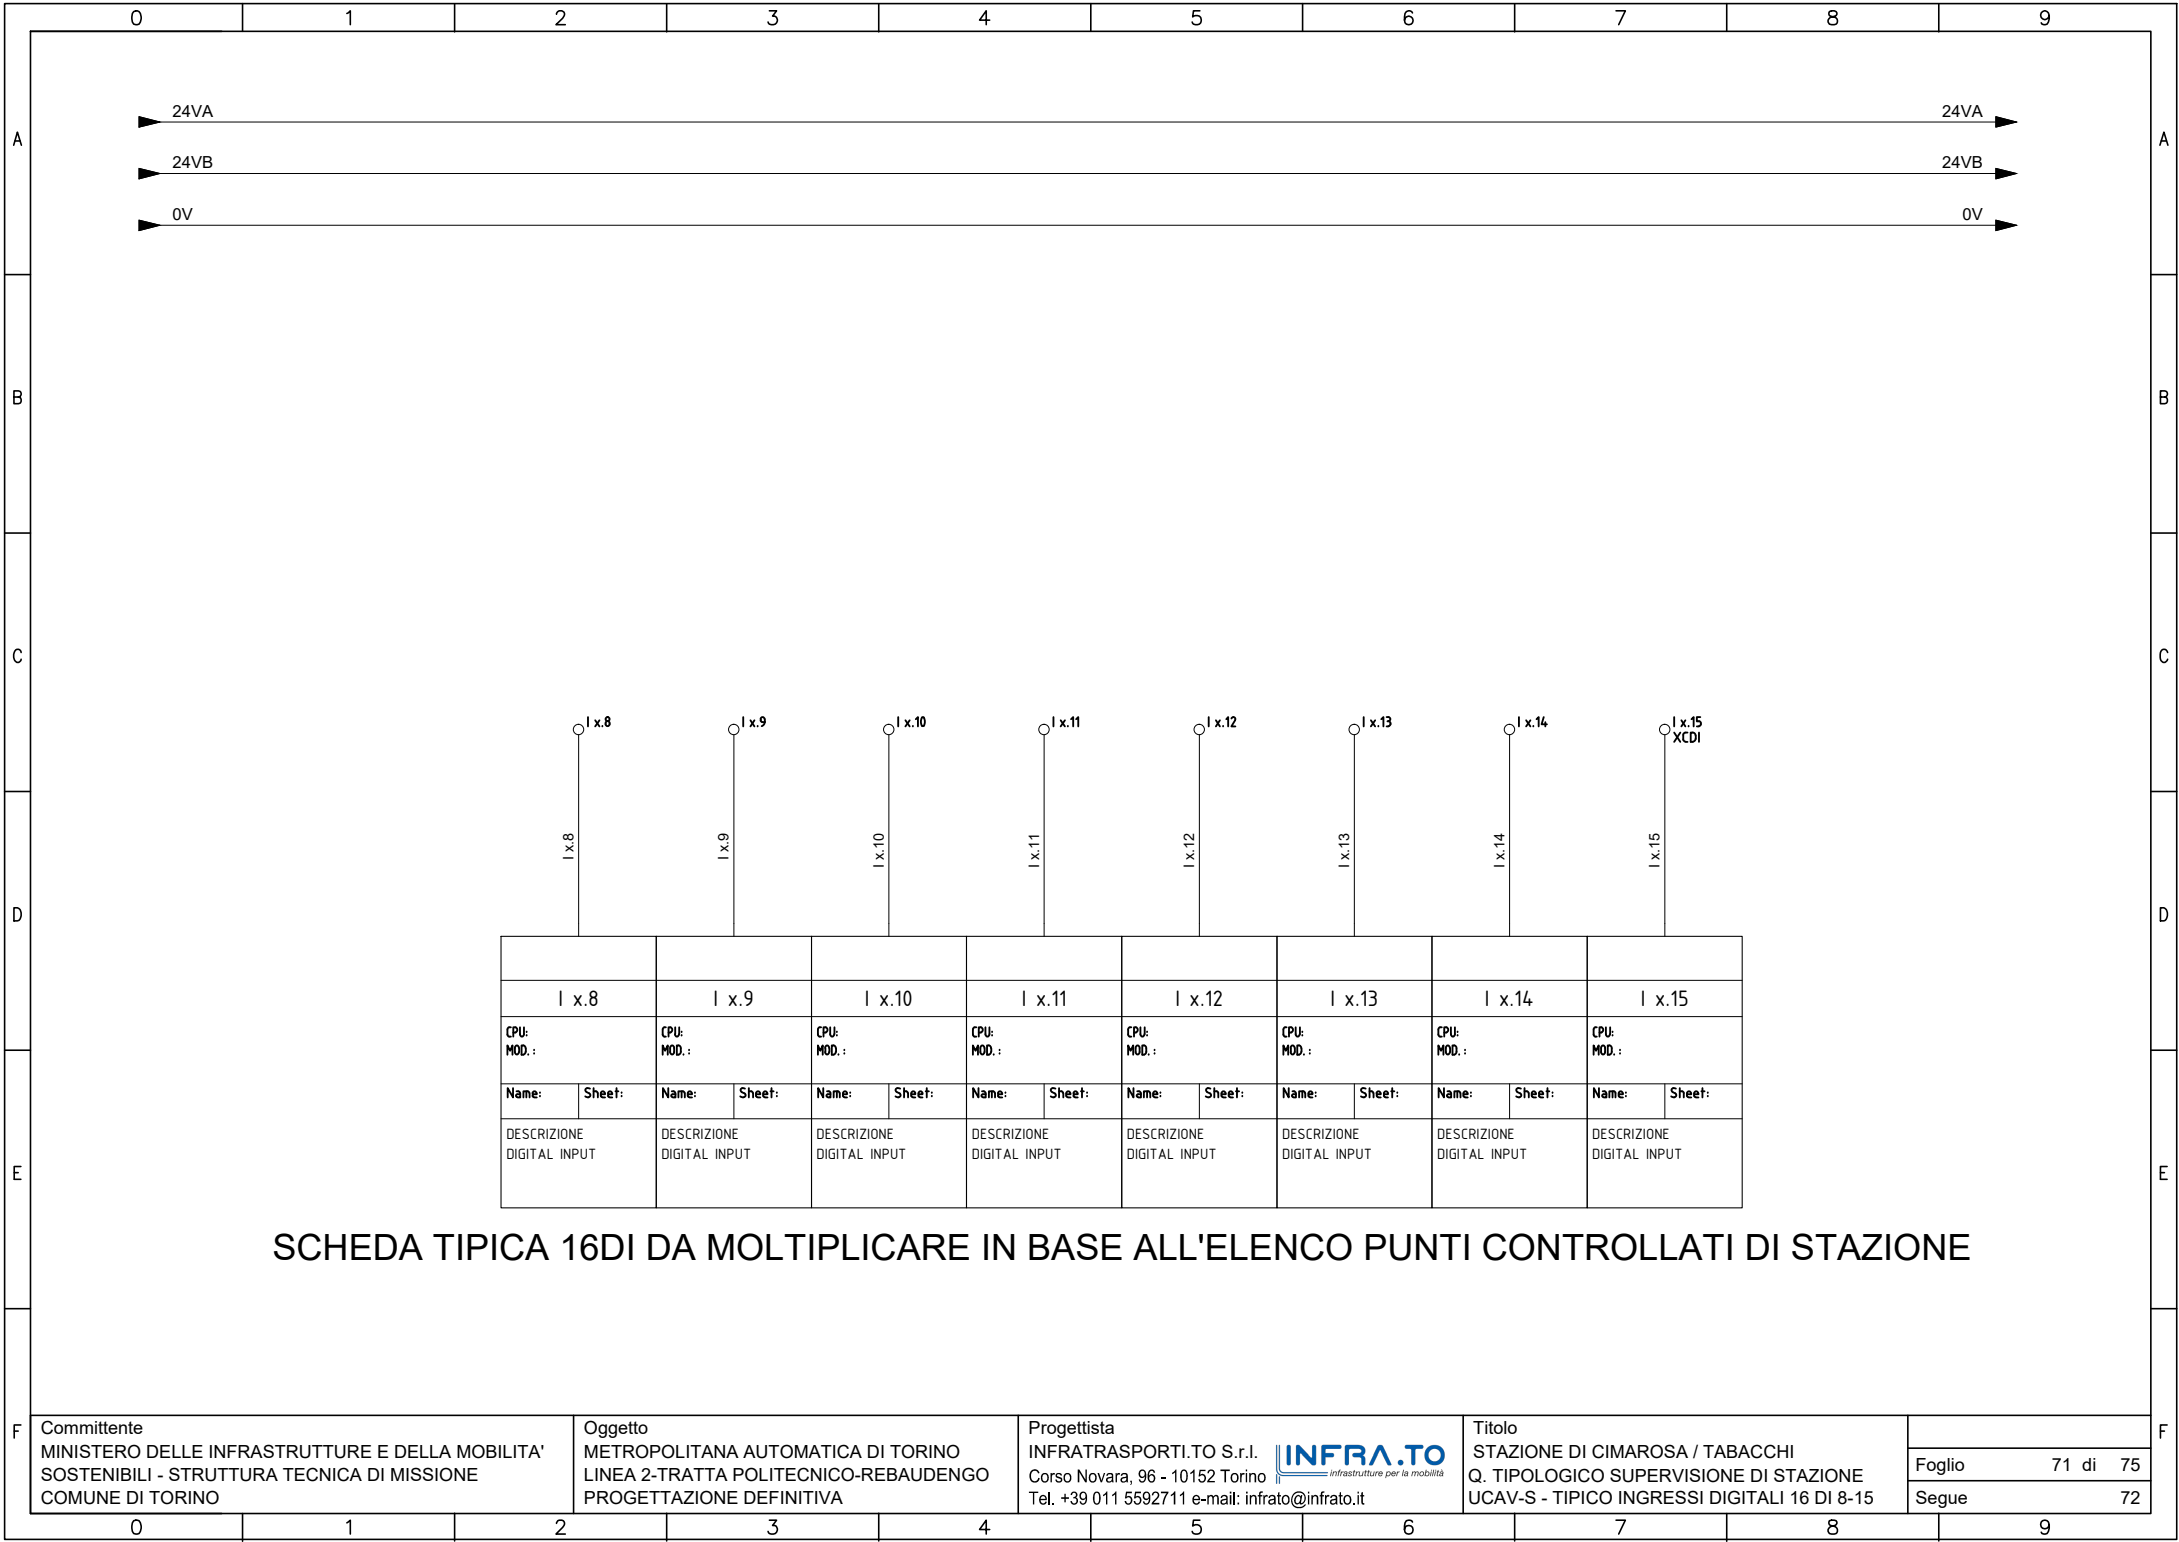 0 1 2 3 4 5 6 7 8 9
24VA 24VA
A A
24VB 24VB
0V 0V
B B
C C
I x.8 I x.9 I x.10 I x.11 I x.12 I x.13 I x.14 I x.15
XCDI
I x.8 I x.9 I x.10 I x.11 I x.12 I x.13 I x.14 I x.15
D D
I x.8 I x.9 I x.10 I x.11 I x.12 I x.13 I x.14 I x.15
CPU: CPU: CPU: CPU: CPU: CPU: CPU: CPU:
MOD. : MOD. : MOD. : MOD. : MOD. : MOD. : MOD. : MOD. :
Name: Sheet: Name: Sheet: Name: Sheet: Name: Sheet: Name: Sheet: Name: Sheet: Name: Sheet: Name: Sheet:
DESCRIZIONE DESCRIZIONE DESCRIZIONE DESCRIZIONE DESCRIZIONE DESCRIZIONE DESCRIZIONE DESCRIZIONE
DIGITAL INPUT DIGITAL INPUT DIGITAL INPUT DIGITAL INPUT DIGITAL INPUT DIGITAL INPUT DIGITAL INPUT DIGITAL INPUT
E E
SCHEDA TIPICA 16DI DA MOLTIPLICARE IN BASE ALL'ELENCO PUNTI CONTROLLATI DI STAZIONE
F F
Committente
MINISTERO DELLE INFRASTRUTTURE E DELLA MOBILITA'
SOSTENIBILI - STRUTTURA TECNICA DI MISSIONE
COMUNE DI TORINO
Oggetto
METROPOLITANA AUTOMATICA DI TORINO
LINEA 2-TRATTA POLITECNICO-REBAUDENGO
PROGETTAZIONE DEFINITIVA
Progettista
INFRATRASPORTI.TO S.r.l.
Corso Novara, 96 - 10152 Torino
Tel. +39 011 5592711 e-mail: infrato@infrato.it
INFRA.TO
infrastrutture per la mobilità
Titolo
STAZIONE DI CIMAROSA / TABACCHI
Q. TIPOLOGICO SUPERVISIONE DI STAZIONE
UCAV-S - TIPICO INGRESSI DIGITALI 16 DI 8-15
Foglio 71 di 75
Segue 72
0 1 2 3 4 5 6 7 8 9